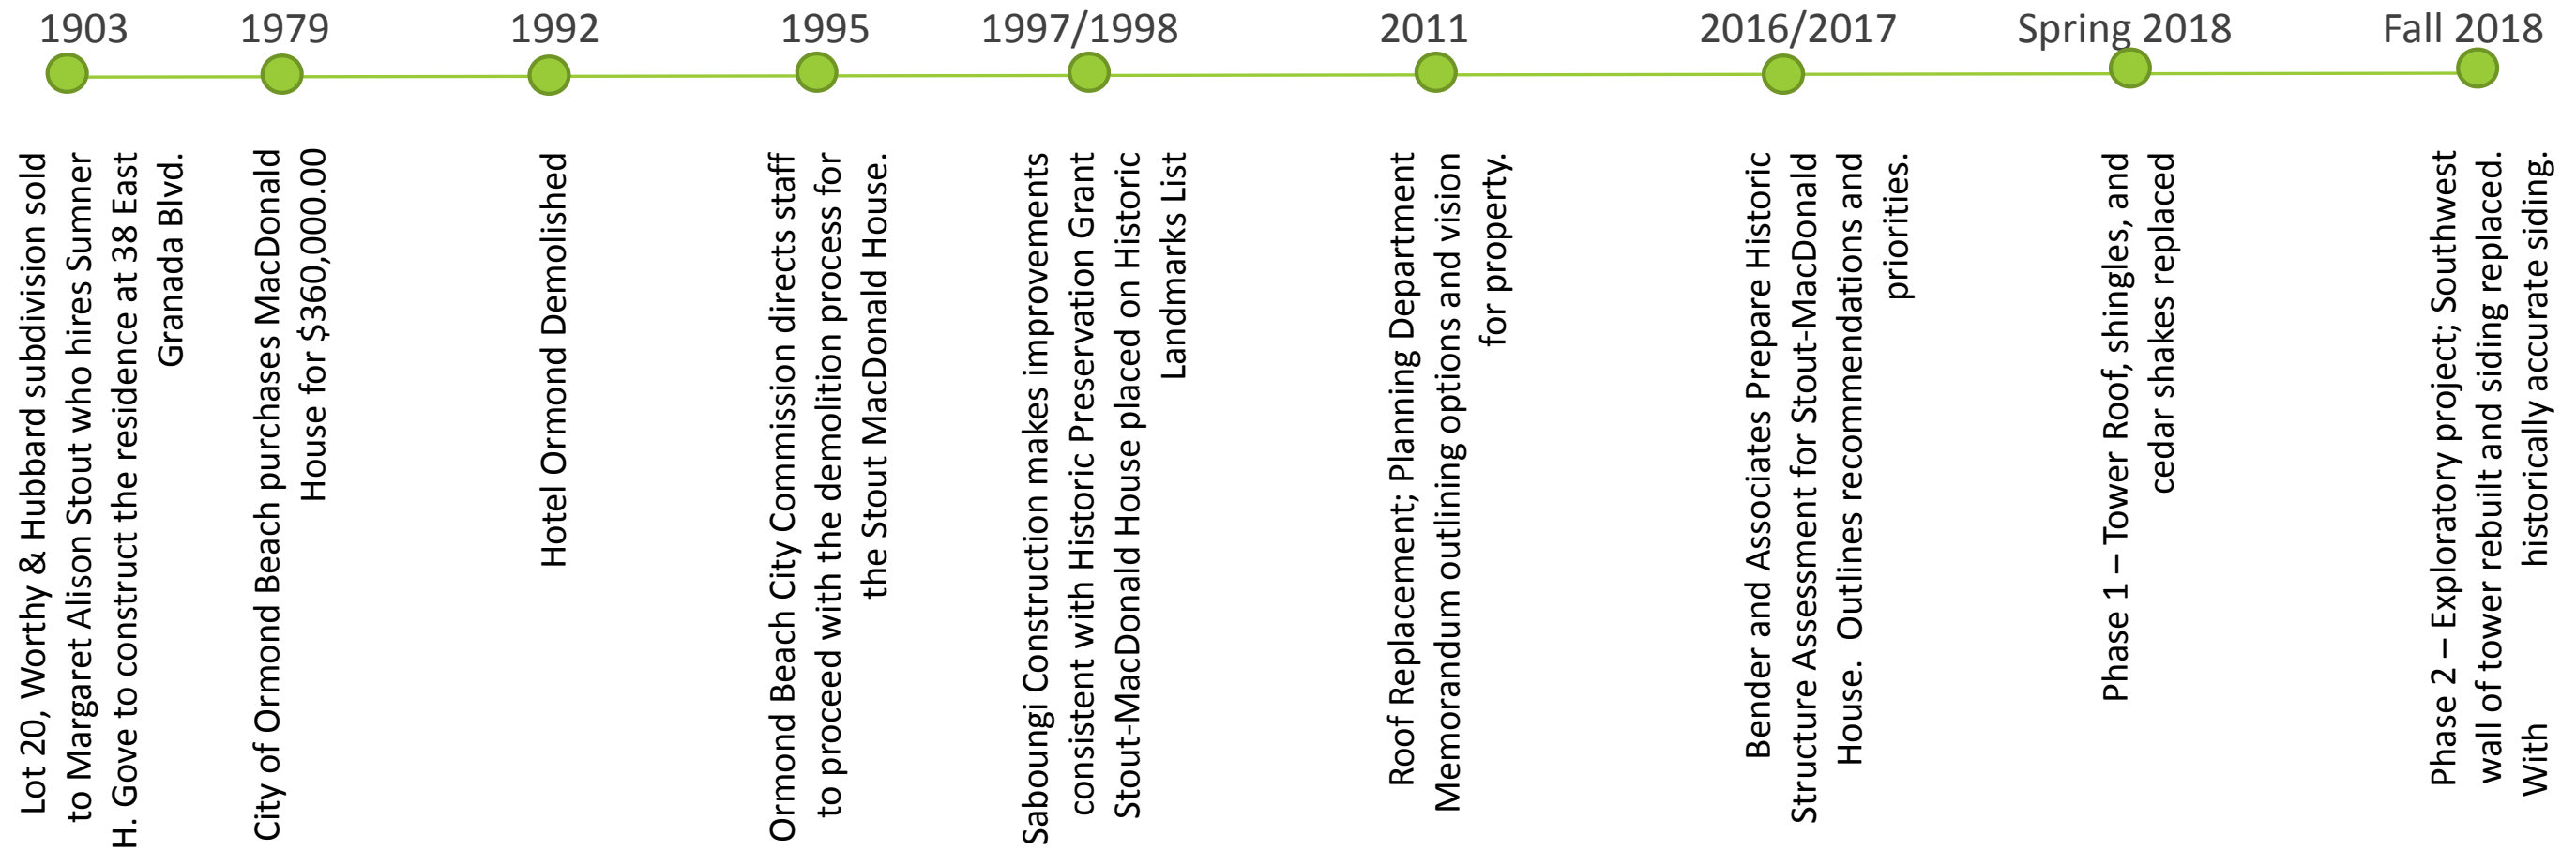 1903
1979
1992
1995
1997/1998
2011
2016/2017
Spring 2018
Fall 2018
Lot 20, Worthy & Hubbard subdivision sold
to Margaret Alison Stout who hires Sumner
H. Gove to construct the residence at 38 East
Granada Blvd.
City of Ormond Beach purchases MacDonald
House for $360,000.00
Hotel Ormond Demolished
Ormond Beach City Commission directs staff
to proceed with the demolition process for
the Stout MacDonald House.
Saboungi Construction makes improvements
consistent with Historic Preservation Grant
Stout-MacDonald House placed on Historic
Landmarks List
Roof Replacement; Planning Department
Memorandum outlining options and vision
for property.
Bender and Associates Prepare Historic
Structure Assessment for Stout-MacDonald
House.  Outlines recommendations and
priorities.
Phase 1 – Tower Roof, shingles, and
cedar shakes replaced
Phase 2 – Exploratory project; Southwest
wall of tower rebuilt and siding replaced.
With historically accurate siding.